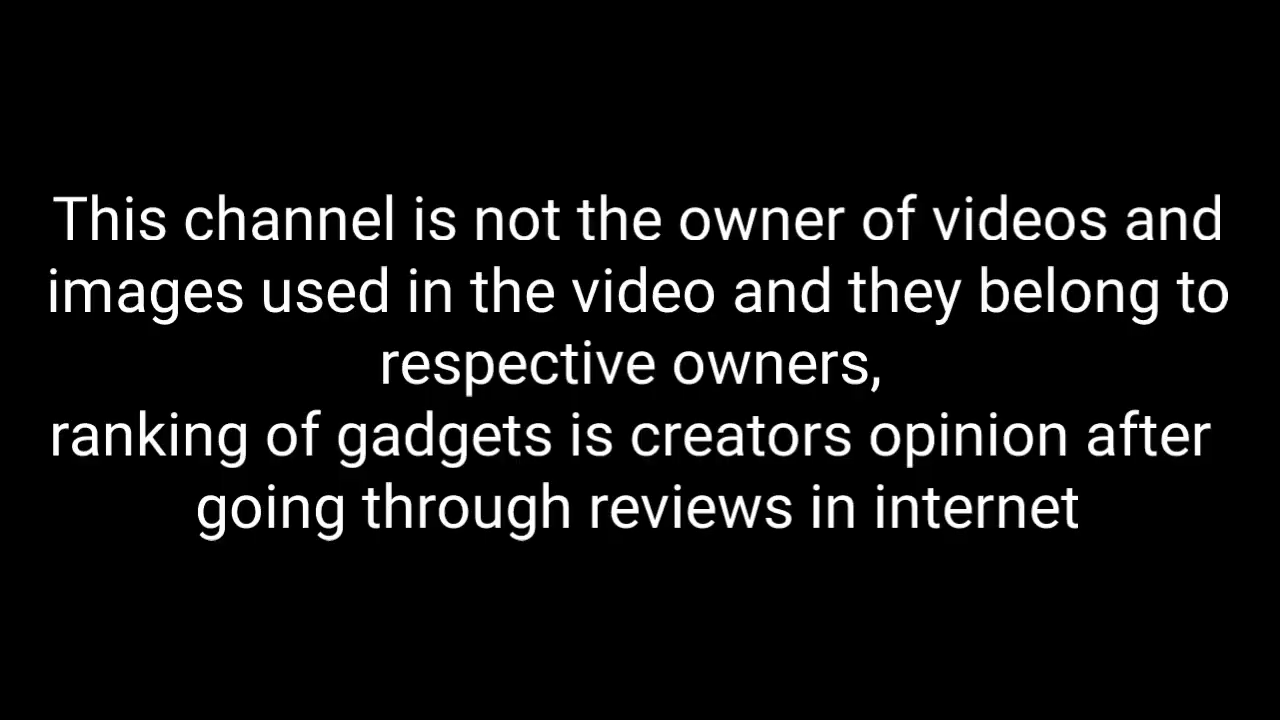 This channel is not the owner of videos and
images used in the video and they belong to
respective owners,
ranking of gadgets is creators opinion after
going through reviews in internet